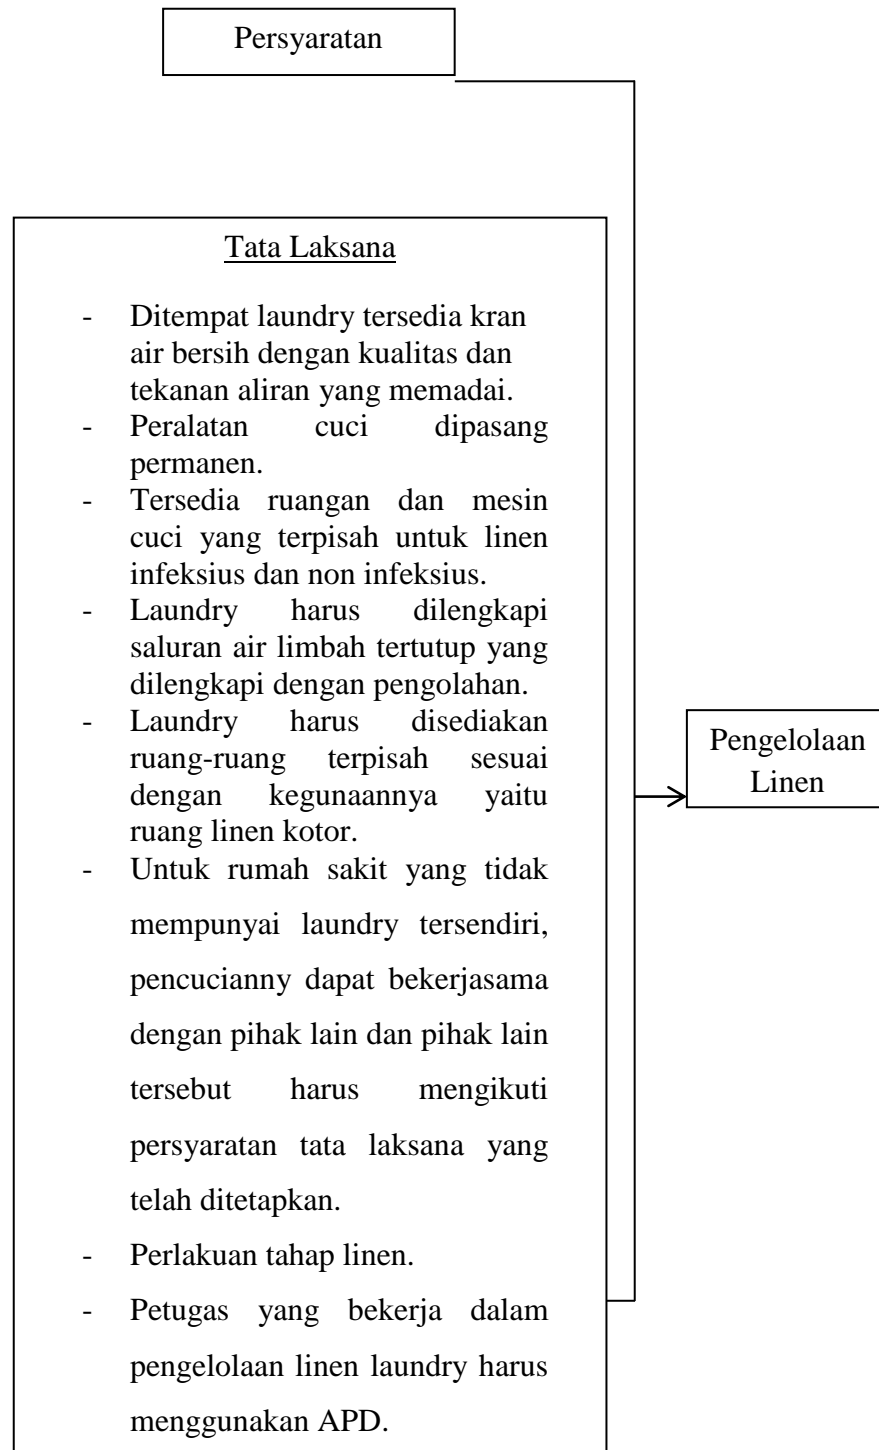 Persyaratan
Tata Laksana
- Ditempat laundry tersedia kran
air bersih dengan kualitas dan
tekanan aliran yang memadai.
- Peralatan cuci dipasang
permanen.
- Tersedia ruangan dan mesin
cuci yang terpisah untuk linen
infeksius dan non infeksius.
- Laundry harus dilengkapi
saluran air limbah tertutup yang
dilengkapi dengan pengolahan.
- Laundry harus disediakan
ruang-ruang terpisah sesuai
dengan kegunaannya yaitu
ruang linen kotor.
- Untuk rumah sakit yang tidak
mempunyai laundry tersendiri,
pencucianny dapat bekerjasama
dengan pihak lain dan pihak lain
tersebut harus mengikuti
persyaratan tata laksana yang
telah ditetapkan.
- Perlakuan tahap linen.
- Petugas yang bekerja dalam
pengelolaan linen laundry harus
menggunakan APD.
Pengelolaan
Linen